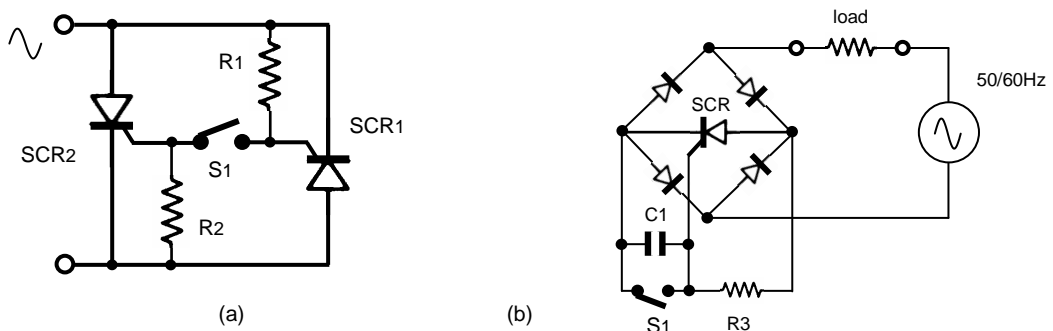 R1
SCR2
SCR1
S1
R2
(a)
load
50/60Hz
SCR
C1
S1
R3
(b)